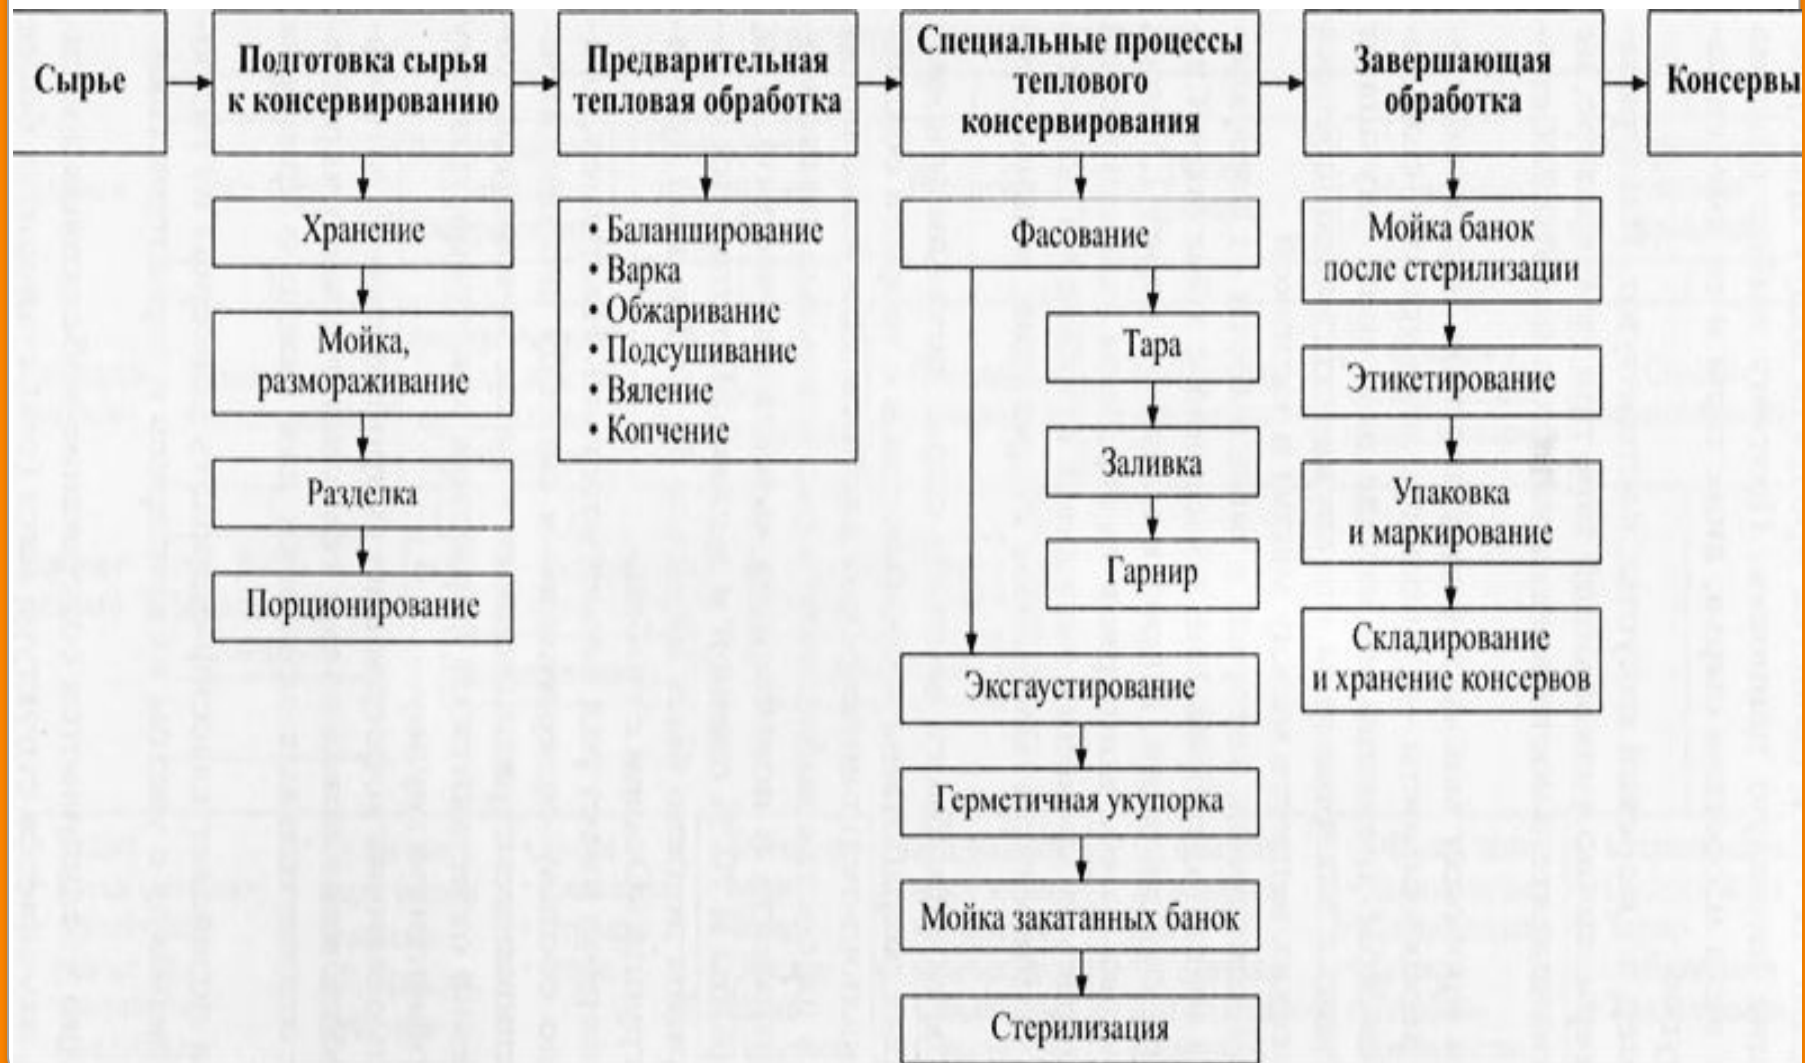 Сырье
Подготовка сырья
к консервированию
Предварительная
тепловая обработка
Специальные процессы
теплового
консервирования
Завершающая
обработка
Консервы
Хранение
Мойка,
размораживание
Разделка
Порционирование
• Баланширование
• Варка
• Обжаривание
• Подсушивание
• Вяление
• Копчение
Фасование
Тара
Заливка
Гарнир
Эксгаустирование
Герметичная укупорка
Мойка закатанных банок
Стерилизация
Мойка банок
после стерилизации
Этикетирование
Упаковка
и маркирование
Складирование
и хранение консервов